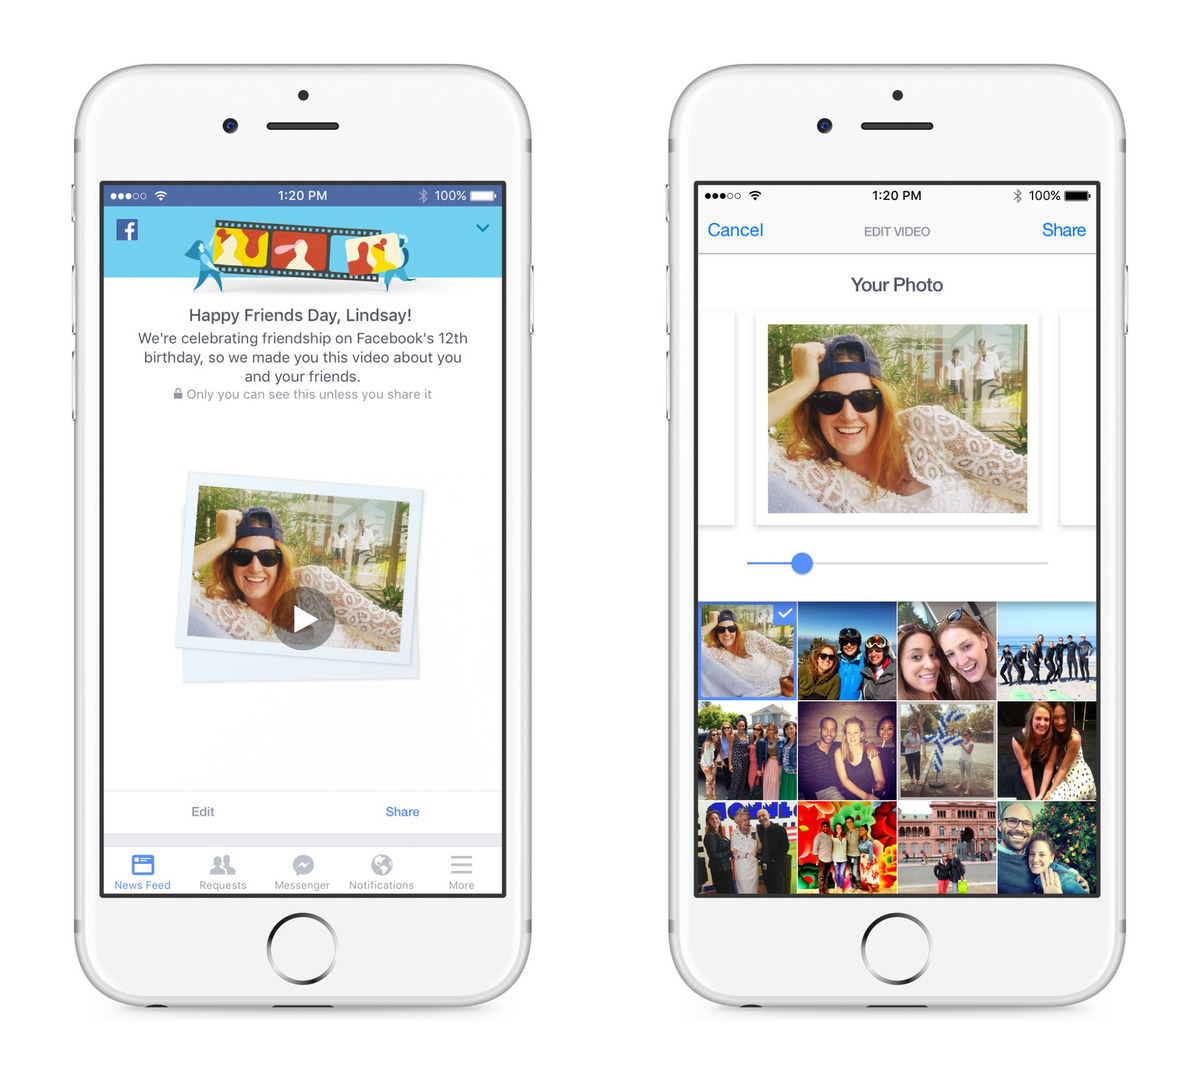 1:20 PM
100%
f
Happy Friends Day, Lindsay!
We're celebrating friendship on Facebook's 12th
birthday, so we made you this video about you
and your friends.
Only you can see this unless you share it
Edit
Share
News Feed
Requests
Messenger
Notifications
More
1:20 PM
100%
Cancel
EDIT VIDEO
Share
Your Photo